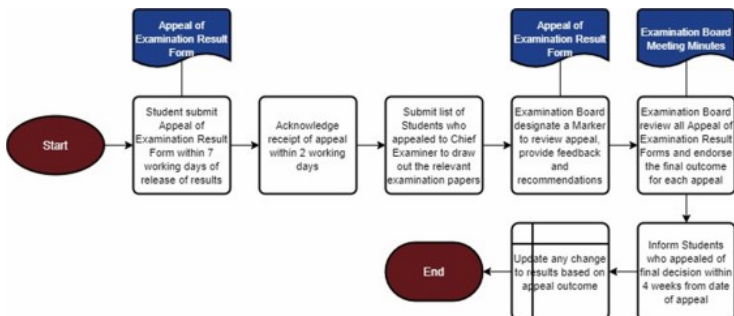 Appeal of
Examination Result
Form
Appeal of
Examination Result
Form
Examination Board
Meeting Minutes
Start
Student submit
Appeal of
Examination Result
Form within 7
working days of
release of results
Acknowledge
receipt of appeal
within 2 working
days
Submit list of
Students who
appealed to Chief
Examiner to draw
out the relevant
examination papers
Examination Board
designate a Marker
to review appeal,
provide feedback
and
recommendations
Examination Board
review all Appeal of
Examination Result
Forms and endorse
the final outcome
for each appeal
Inform Students
who appealed of
final decision within
4 weeks from date
of appeal
Update any change
to results based on
appeal outcome
End